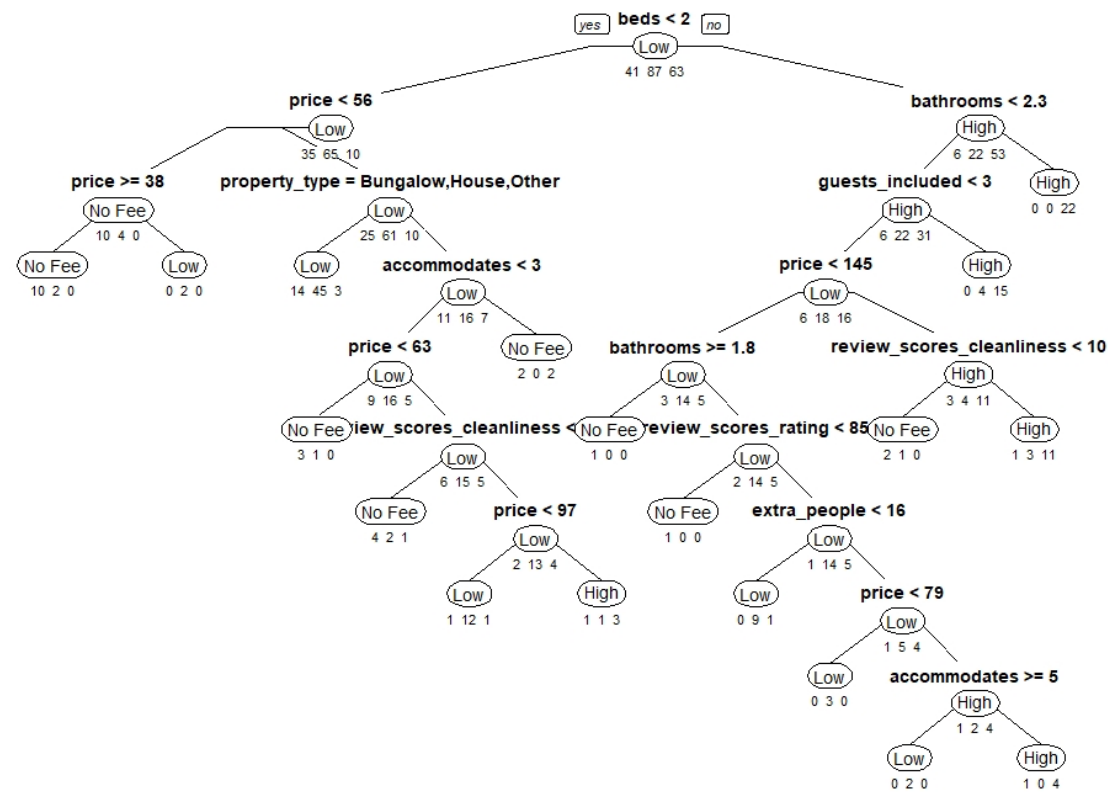 yes beds < 2 no
Low
41 87 63
price < 56
bathrooms < 2.3
Low
High
35 65 10
6 22 53
price >= 38
property_type = Bungalow,House,Other
guests_included < 3
No Fee
Low
High
High
10 4 0
25 61 10
6 22 31
0 0 22
No Fee
Low
Low
accommodates < 3
price < 145
High
10 2 0
0 2 0
14 45 3
Low
Low
0 4 15
11 16 7
6 18 16
price < 63
No Fee
bathrooms >= 1.8
review_scores_cleanliness < 10
Low
2 0 2
Low
High
9 16 5
3 14 5
3 4 11
No Fee
iew_scores_cleanliness <
No Fee
review_scores_rating < 85
No Fee
High
3 1 0
Low
1 0 0
Low
2 1 0
1 3 11
6 15 5
2 14 5
No Fee
price < 97
No Fee
extra_people < 16
4 2 1
Low
1 0 0
Low
2 13 4
1 14 5
Low
High
Low
price < 79
1 12 1
1 1 3
0 9 1
Low
1 5 4
Low
accommodates >= 5
0 3 0
High
1 2 4
Low
High
0 2 0
1 0 4